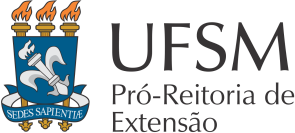 UFSM
Pró-Reitoria de
Extensão
SEDES SAPIENTIÆ